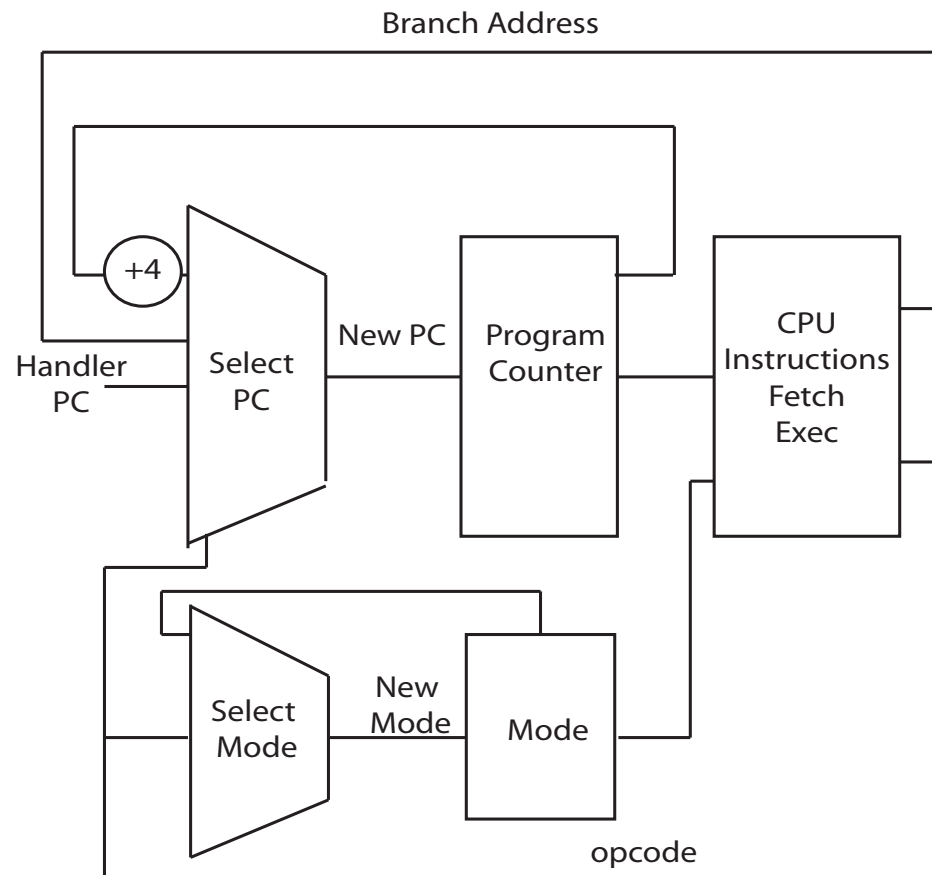 Branch Address
+4
Handler
PC
Select
PC
New PC
Program
Counter
CPU
Instructions
Fetch
Exec
Select
Mode
New
Mode
Mode
opcode